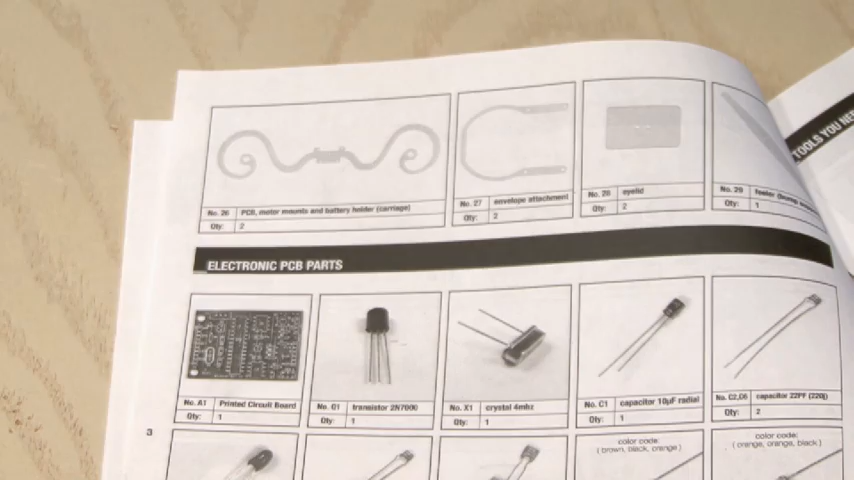 No. 26 PCB, motor mounts and battery holder (carriage)
Qty: 2
No. 27 envelope attachment
Qty: 2
No. 28 eyelid
Qty: 2
No. 29 feeler
Qty: 1
TOOLS YOU NE
ELECTRONIC PCB PARTS
No. A1 Printed Circuit Board
Qty: 1
No. Q1 transistor 2N7000
Qty: 1
No. X1 crystal 4mhz
Qty: 1
No. C1 capacitor 10µF radial
Qty: 1
No. C2,C6 capacitor 22PF (220J)
Qty: 2
3
color code:
( brown, black, orange )
color code:
( orange, orange, black )